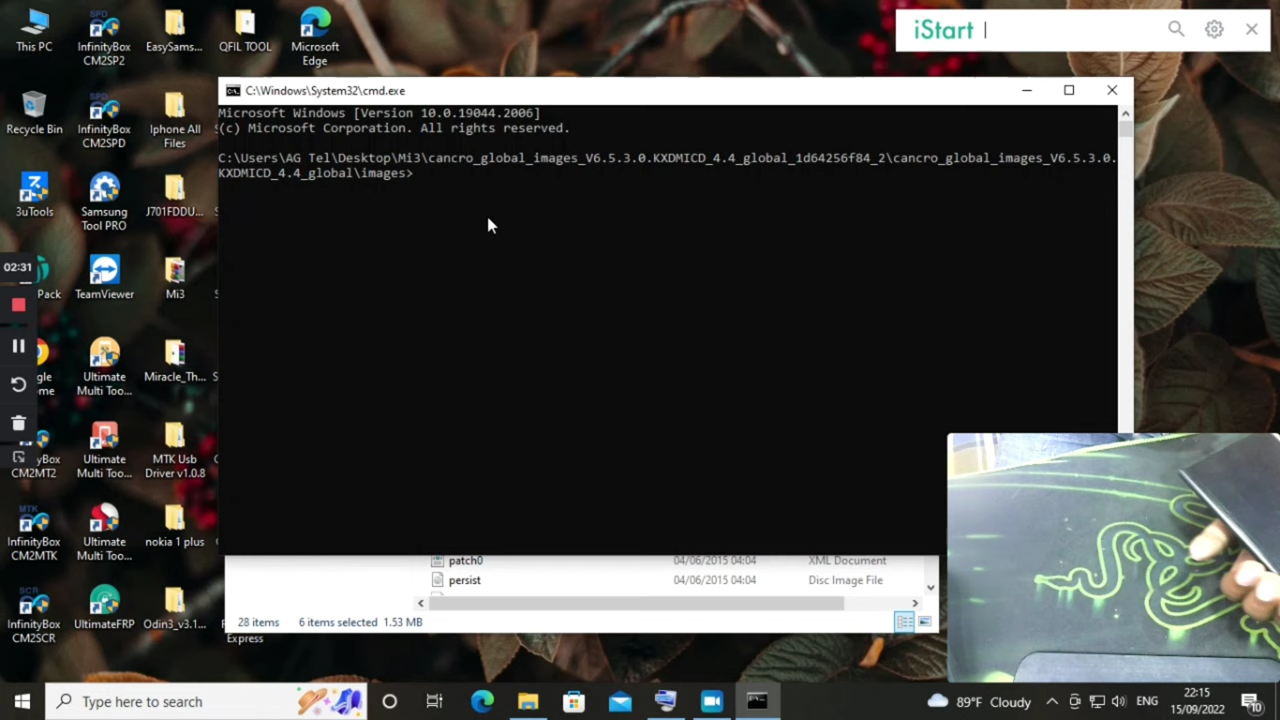 This PC
InfinityBox
CM2SP2
EasySams...
QFIL TOOL
Microsoft
Edge
iStart
C:\Windows\System32\cmd.exe
Microsoft Windows [Version 10.0.19044.2006]
(c) Microsoft Corporation. All rights reserved.
C:\Users\AG Tel\Desktop\Mi3\cancro_global_images_V6.5.3.0.KXDMICD_4.4_global_1d64256f84_2\cancro_global_images_V6.5.3.0.
KXDMICD_4.4_global\images>
Recycle Bin
InfinityBox
CM2SPD
Iphone All
Files
3uTools
Samsung
Tool PRO
J701FDDU...
02:31
Pack
TeamViewer
Mi3
gle
ome
Ultimate
Multi Too...
Miracle_Th...
yBox
CM2MT2
Ultimate
Multi Too...
MTK Usb
Driver v1.0.8
MTK
InfinityBox
CM2MTK
Ultimate
Multi Too...
nokia 1 plus
SCR
InfinityBox
CM2SCR
UltimateFRP
Odin3_v3.1...
Express
patch0
04/06/2015 04:04
XML Document
persist
04/06/2015 04:04
Disc Image File
28 items
6 items selected
1.53 MB
Type here to search
89°F Cloudy
ENG
22:15
15/09/2022
10